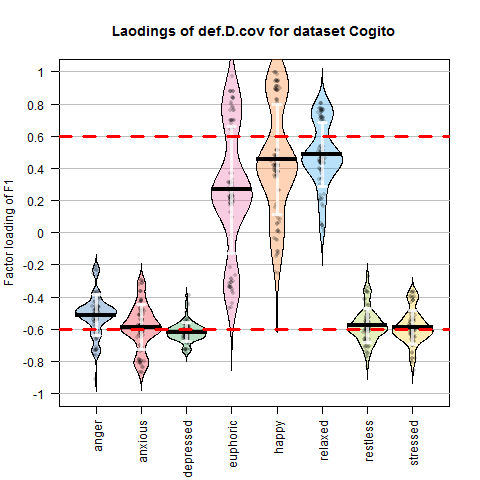 Laodings of def.D.cov for dataset Cogito
Factor loading of F1
1
0.8
0.6
0.4
0.2
0
-0.2
-0.4
-0.6
-0.8
-1
anger
anxious
depressed
euphoric
happy
relaxed
restless
stressed